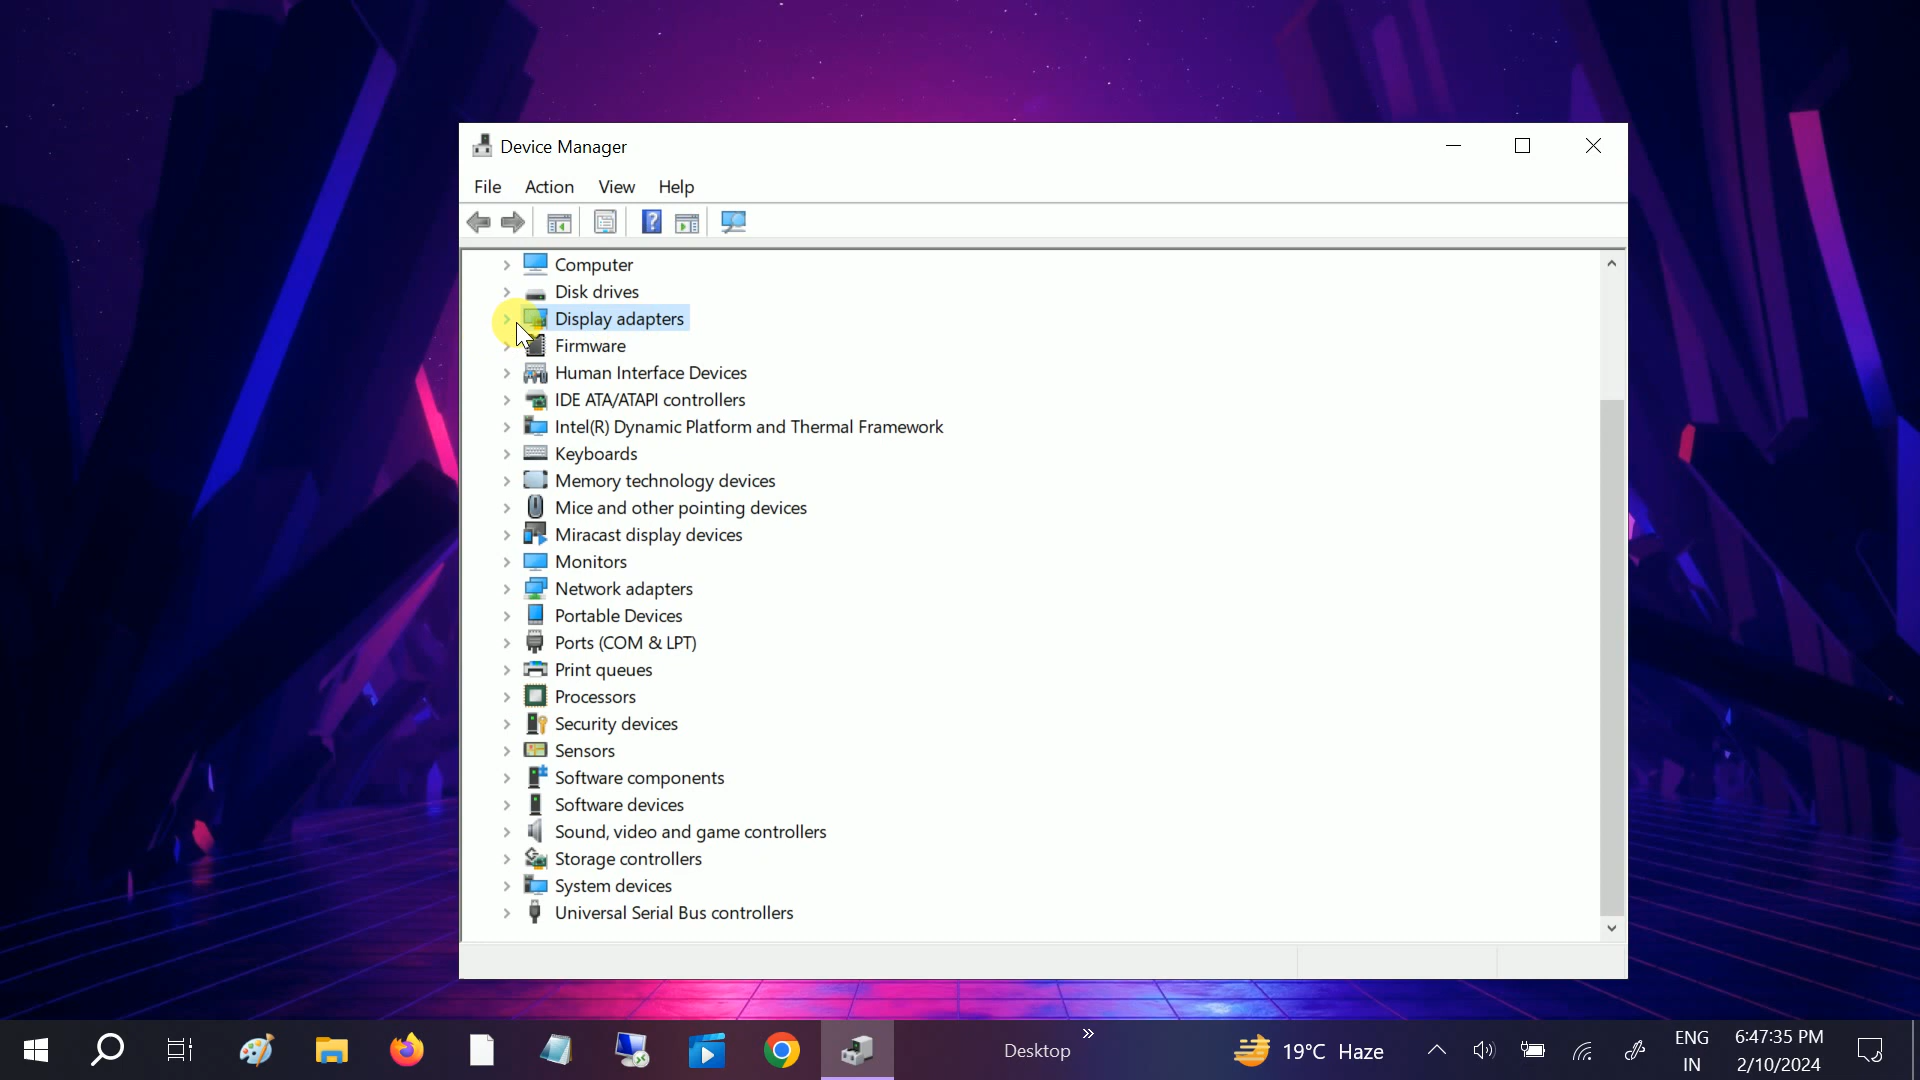 Device Manager
File Action View Help
Computer
Disk drives
Display adapters
Firmware
Human Interface Devices
IDE ATA/ATAPI controllers
Intel(R) Dynamic Platform and Thermal Framework
Keyboards
Memory technology devices
Mice and other pointing devices
Miracast display devices
Monitors
Network adapters
Portable Devices
Ports (COM & LPT)
Print queues
Processors
Security devices
Sensors
Software components
Software devices
Sound, video and game controllers
Storage controllers
System devices
Universal Serial Bus controllers
Desktop
19°C Haze
ENG
IN
6:47:35 PM
2/10/2024